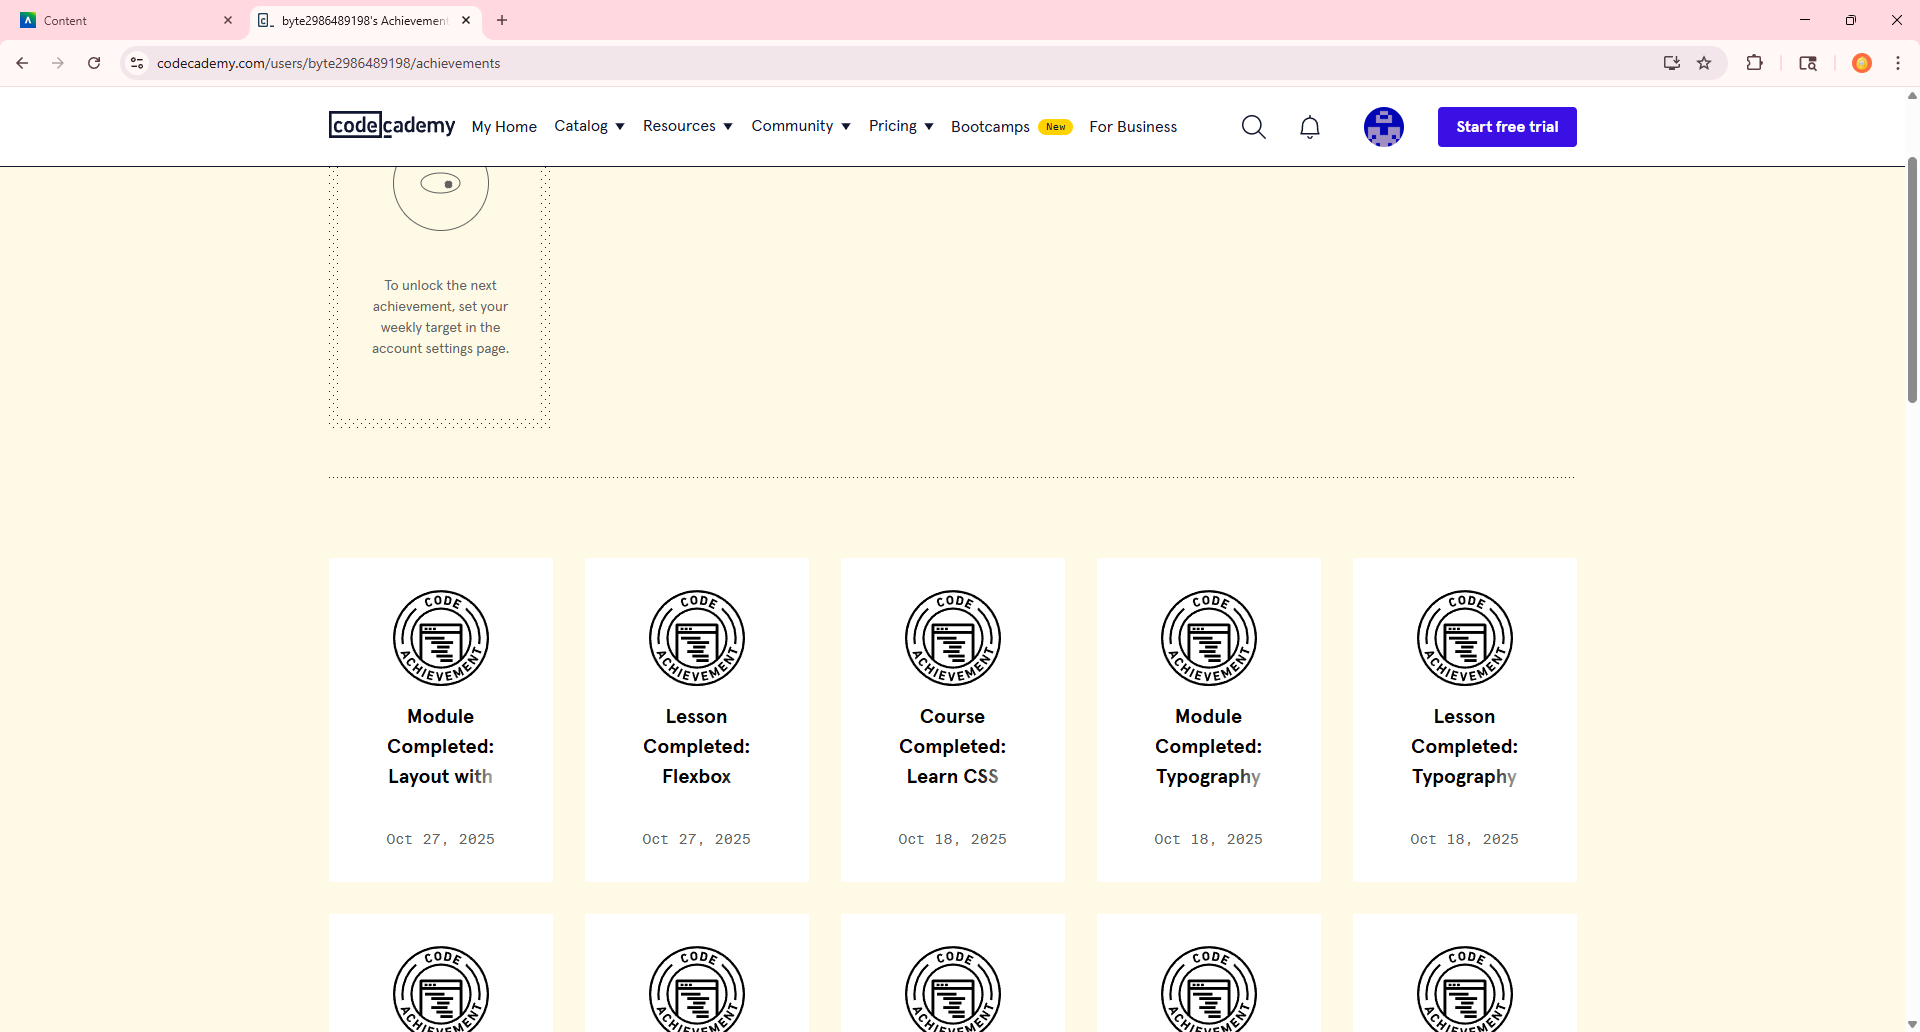 Content
byte2986489198's Achievement
codecademy.com/users/byte2986489198/achievements
codecademy My Home Catalog Resources Community Pricing Bootcamps New For Business Start free trial
To unlock the next
achievement, set your
weekly target in the
account settings page.
CODE ACHIEVEMENT
Module
Completed:
Layout with
Oct 27, 2025
CODE ACHIEVEMENT
Lesson
Completed:
Flexbox
Oct 27, 2025
CODE ACHIEVEMENT
Course
Completed:
Learn CSS
Oct 18, 2025
CODE ACHIEVEMENT
Module
Completed:
Typography
Oct 18, 2025
CODE ACHIEVEMENT
Lesson
Completed:
Typography
Oct 18, 2025
CODE ACHIEVEMENT
CODE ACHIEVEMENT
CODE ACHIEVEMENT
CODE ACHIEVEMENT
CODE ACHIEVEMENT